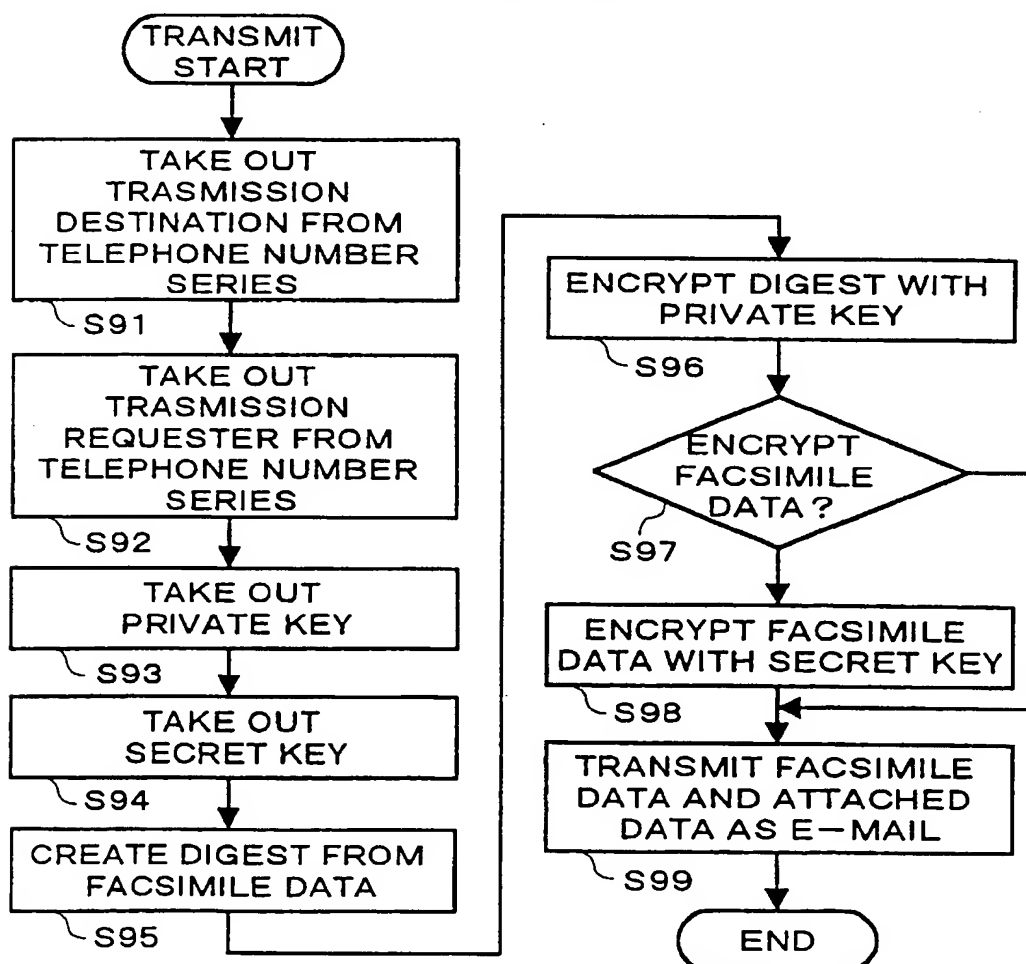 TRANSMIT
START
TAKE OUT
TRASMISSION
DESTINATION FROM
TELEPHONE NUMBER
SERIES
S91
TAKE OUT
TRASMISSION
REQUESTER FROM
TELEPHONE NUMBER
SERIES
S92
TAKE OUT
PRIVATE KEY
S93
TAKE OUT
SECRET KEY
S94
CREATE DIGEST FROM
FACSIMILE DATA
S95
ENCRYPT DIGEST WITH
PRIVATE KEY
S96
ENCRYPT
FACSIMILE
DATA?
S97
ENCRYPT FACSIMILE
DATA WITH SECRET KEY
S98
TRANSMIT FACSIMILE
DATA AND ATTACHED
DATA AS E-MAIL
S99
END